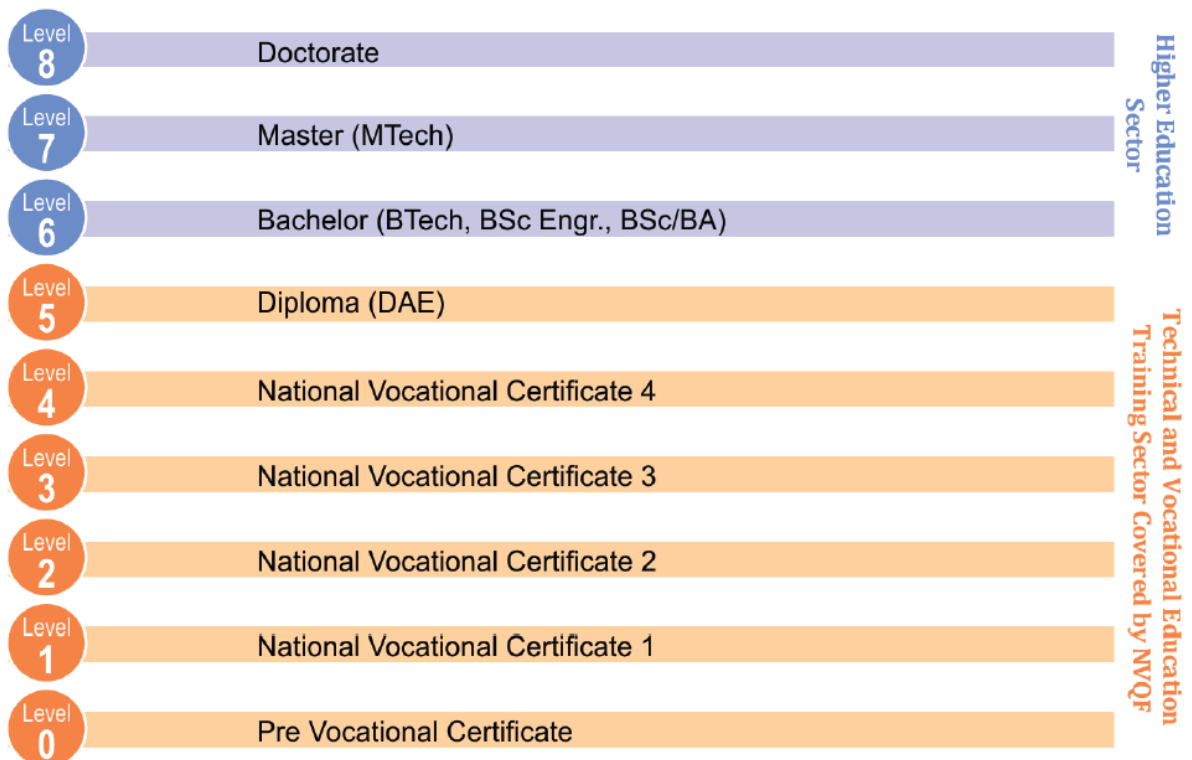 Level
8
Doctorate
Level
7
Master (MTech)
Level
6
Bachelor (BTech, BSc Engr., BSc/BA)
Higher Education
Sector
Level
5
Diploma (DAE)
Level
4
National Vocational Certificate 4
Level
3
National Vocational Certificate 3
Level
2
National Vocational Certificate 2
Level
1
National Vocational Certificate 1
Level
0
Pre Vocational Certificate
Technical and Vocational Education
Training Sector Covered by NVQF